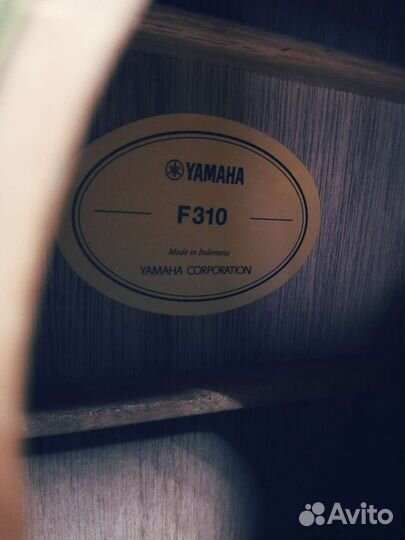 YAMAHA
F310
Made in Indonesia
YAMAHA CORPORATION
Avito